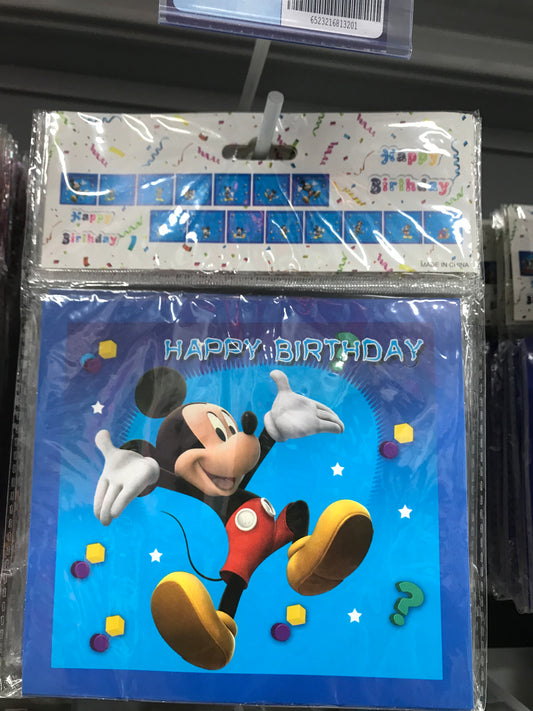 6523216813201
Happy
Birthday
Happy
Birthday
MADE IN CHINA
HAPPY BIRTHDAY
?